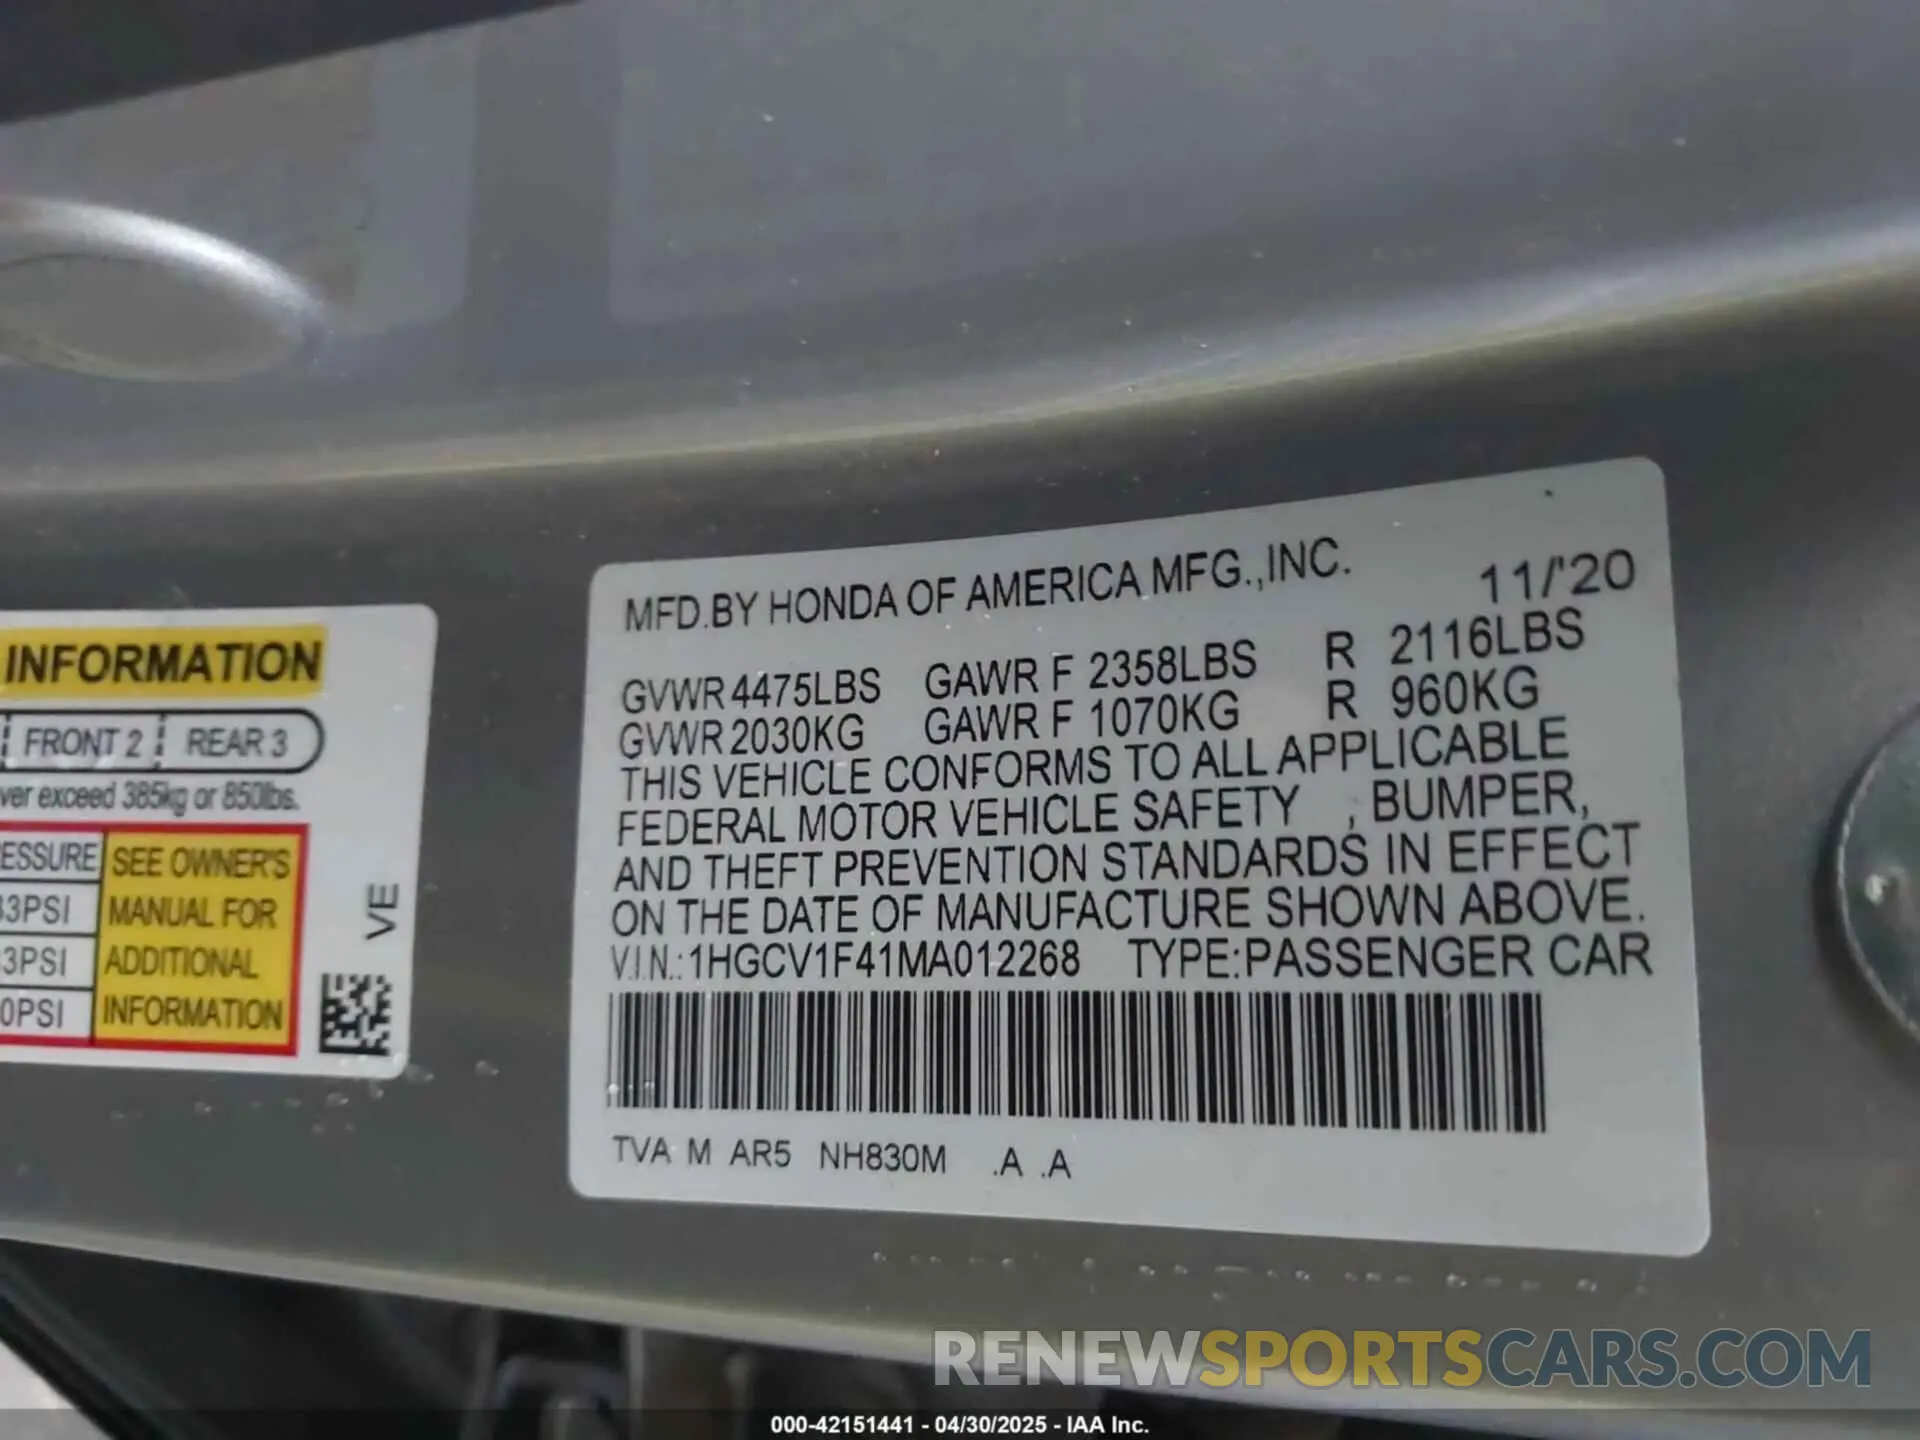 INFORMATION
FRONT 2 REAR 3
ver exceed 385kg or 850lbs.
ESSURE SEE OWNER'S
3PSI MANUAL FOR
3PSI ADDITIONAL
0PSI INFORMATION
VE
MFD.BY HONDA OF AMERICA MFG.,INC. 11/'20
GVWR 4475LBS GAWR F 2358LBS R 2116LBS
GVWR 2030KG GAWR F 1070KG R 960KG
THIS VEHICLE CONFORMS TO ALL APPLICABLE
FEDERAL MOTOR VEHICLE SAFETY , BUMPER,
AND THEFT PREVENTION STANDARDS IN EFFECT
ON THE DATE OF MANUFACTURE SHOWN ABOVE.
V.I.N.: 1HGCV1F41MA012268 TYPE:PASSENGER CAR
TVA M AR5 NH830M .A .A
RENEWSPORTSCARS.COM
000-42151441 - 04/30/2025 - IAA Inc.